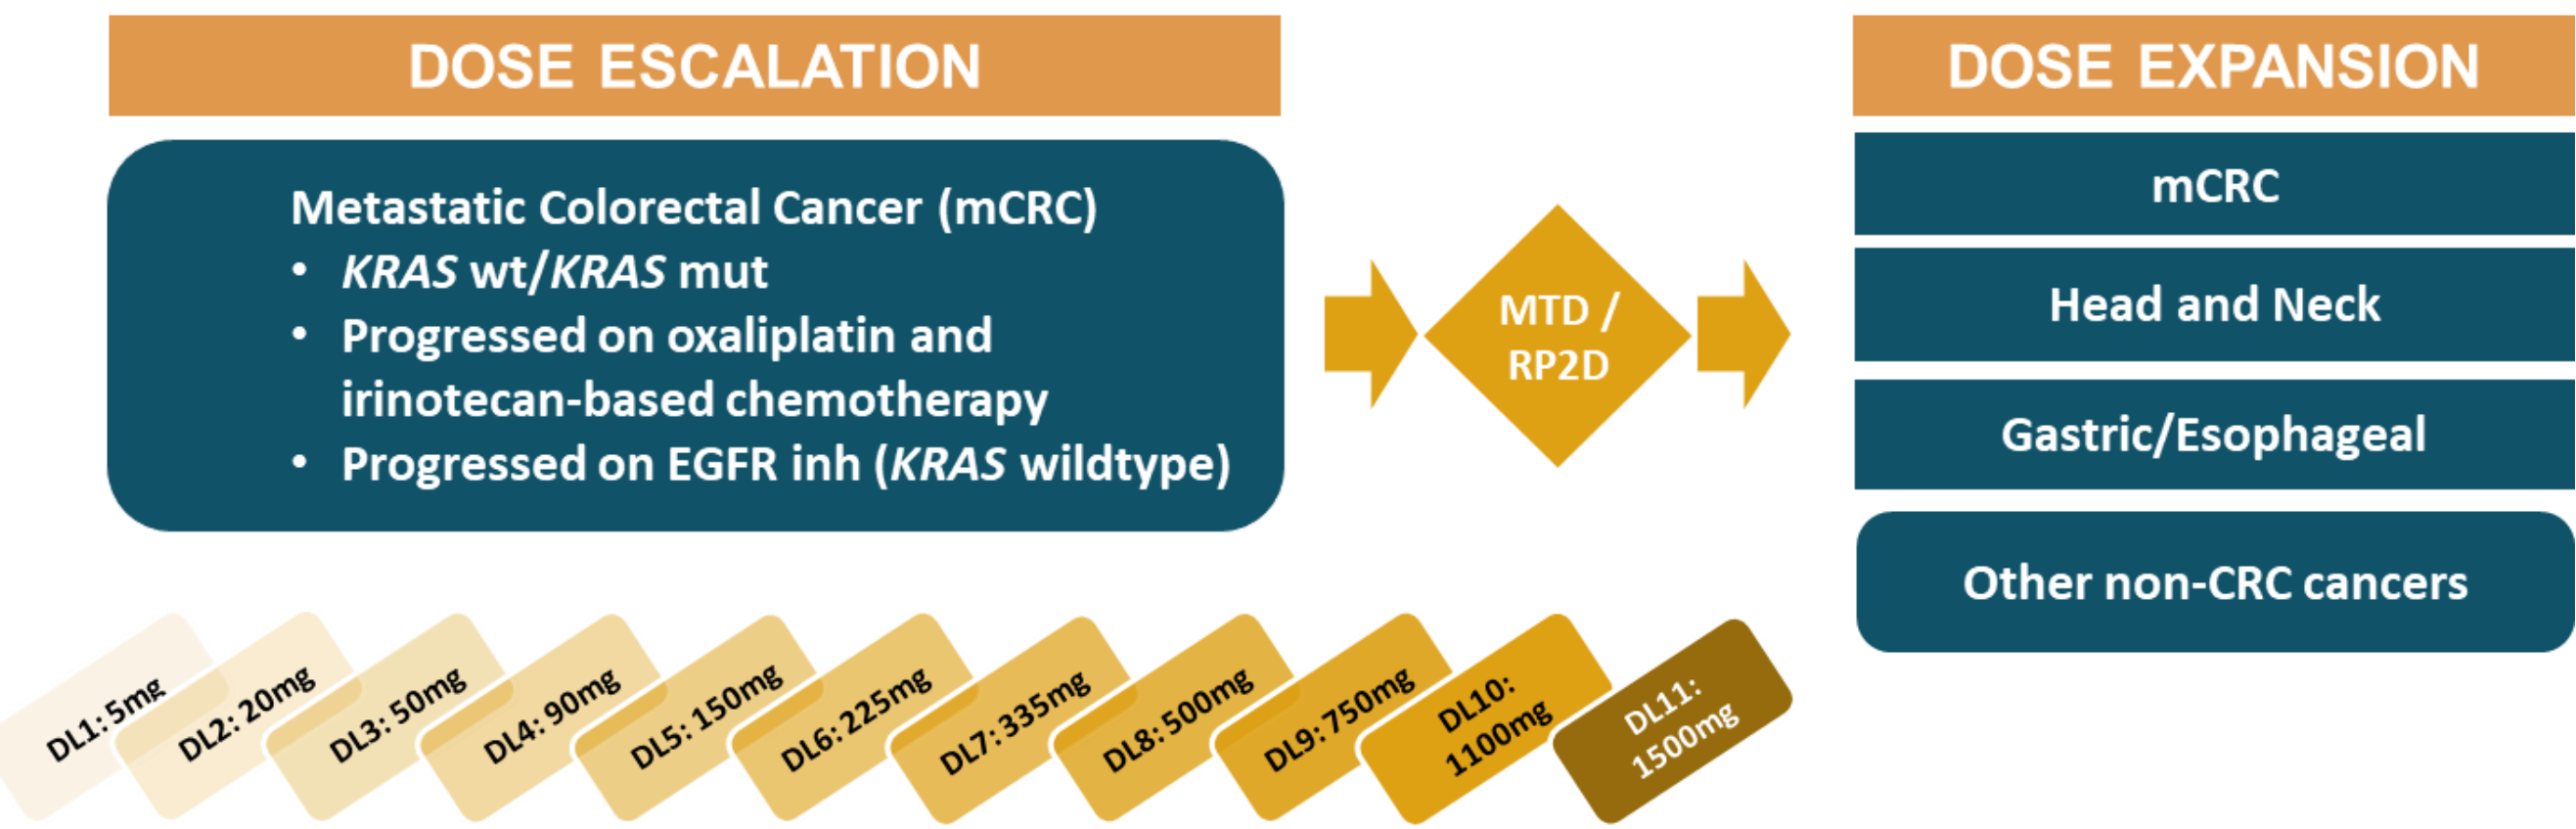 DOSE ESCALATION
DOSE EXPANSION
Metastatic Colorectal Cancer (mCRC)
• KRAS wt/KRAS mut
• Progressed on oxaliplatin and
irinotecan-based chemotherapy
• Progressed on EGFR inh (KRAS wildtype)
MTD /
RP2D
mCRC
Head and Neck
Gastric/Esophageal
Other non-CRC cancers
DL1: 5mg
DL2: 20mg
DL3: 50mg
DL4: 90mg
DL5: 150mg
DL6: 225mg
DL7: 335mg
DL8: 500mg
DL9: 750mg
DL10:
1100mg
DL11:
1500mg